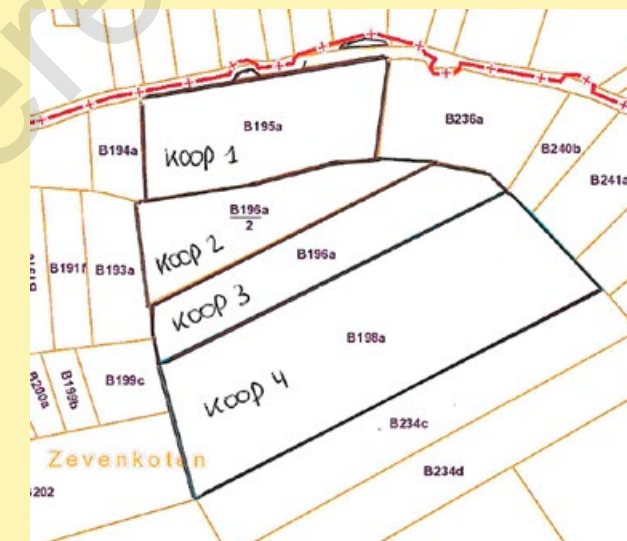 B236a
B195a
B194a
KOOP 1
B240b
B241a
B196a
2
KOOP 2
B196a
B191f
B193a
KOOP 3
B198a
B199c
B199b
B200a
KOOP 4
B234c
Zevenkoten
B234d